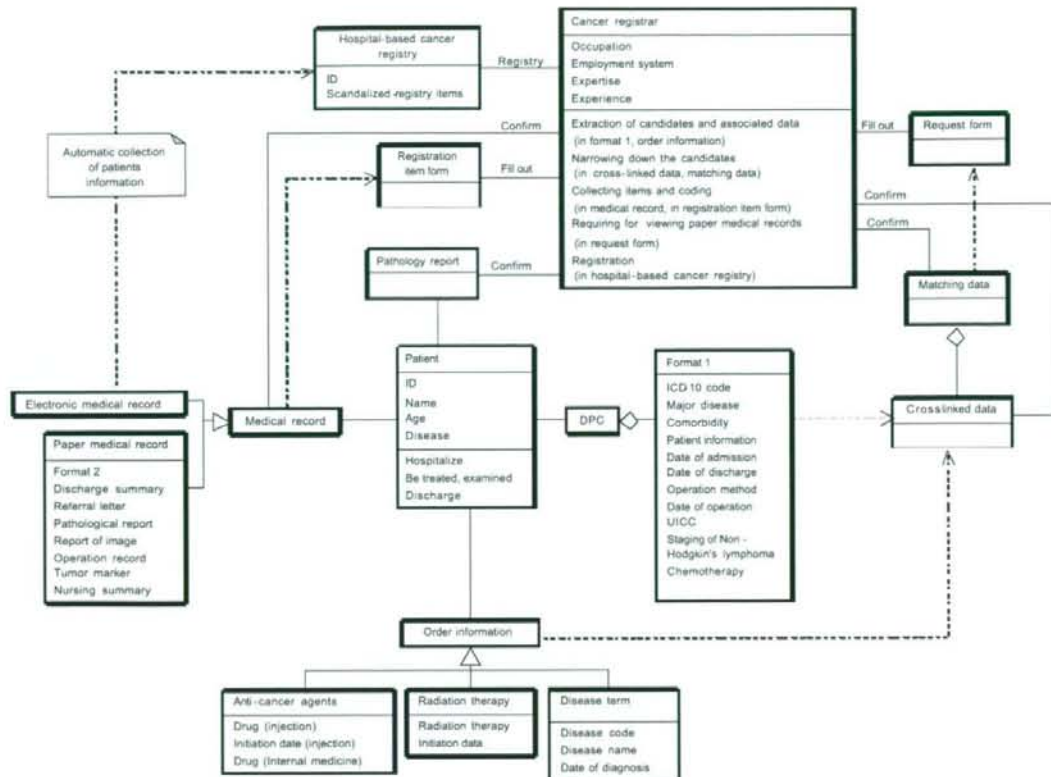 Cancer registrar
Occupation
Employment system
Expertise
Experience
Extraction of candidates and associated data
(in format 1, order information)
Narrowing down the candidates
(in cross-linked data, matching data)
Collecting items and coding
(in medical record, in registration item form)
Requiring for viewing paper medical records
(in request form)
Registration
(in hospital-based cancer registry)
Hospital-based cancer
registry
ID
Scandalized-registry items
Registry
Confirm
Fill out
Confirm
Fill out
Confirm
Confirm
Request form
Automatic collection
of patients
information
Registration
item form
Pathology report
Matching data
Patient
ID
Name
Age
Disease
Hospitalize
Be treated, examined
Discharge
Format 1
ICD 10 code
Major disease
Comorbidity
Patient information
Date of admission
Date of discharge
Operation method
Date of operation
UICC
Staging of Non -
Hodgkin's lymphoma
Chemotherapy
DPC
Crosslinked data
Electronic medical record
Medical record
Paper medical record
Format 2
Discharge summary
Referral letter
Pathological report
Report of image
Operation record
Tumor marker
Nursing summary
Order information
Anti-cancer agents
Drug (injection)
Initiation date (injection)
Drug (Internal medicine)
Radiation therapy
Radiation therapy
Initiation data
Disease term
Disease code
Disease name
Date of diagnosis